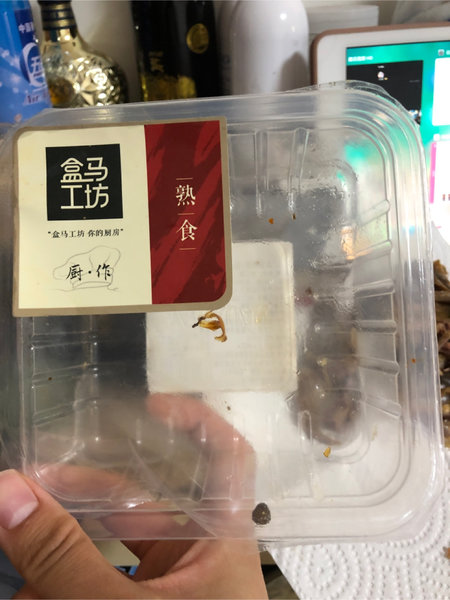 盒马
工坊
"盒马工坊 你的厨房"
厨·作
熟食